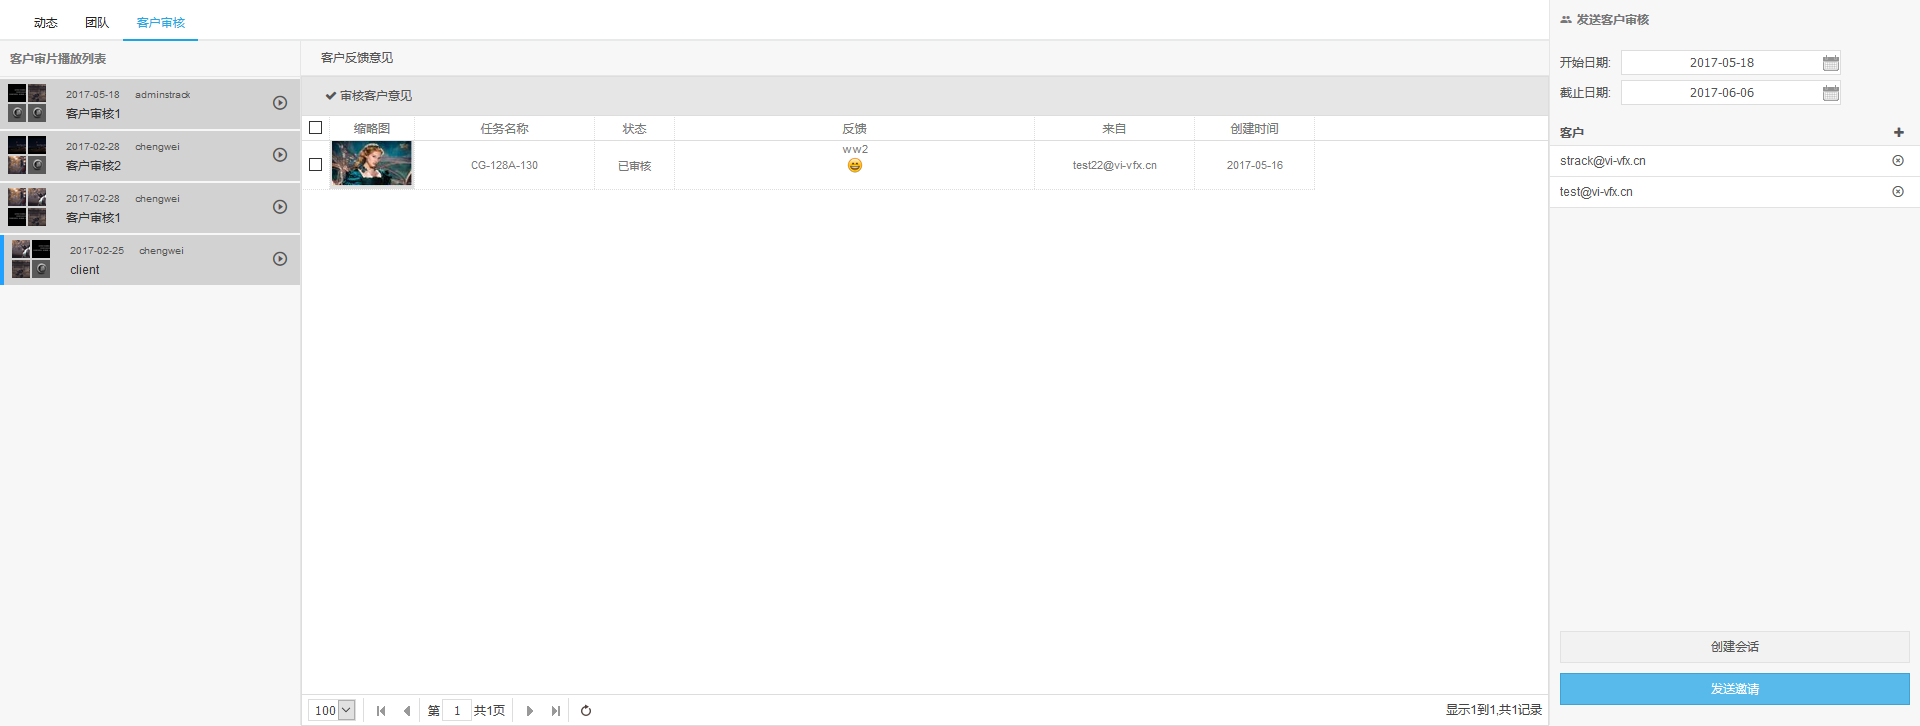 动态 团队 客户审核
客户审片播放列表
2017-05-18 adminstrack
客户审核1
2017-02-28 chengwei
客户审核2
2017-02-28 chengwei
客户审核1
2017-02-25 chengwei
client
客户反馈意见
审核客户意见
缩略图 任务名称 状态 反馈 来自 创建时间
ww2
CG-128A-130 已审核 test22@vi-vfx.cn 2017-05-16
100 第 1 共1页 显示1到1,共1记录
发送客户审核
开始日期: 2017-05-18
截止日期: 2017-06-06
客户
strack@vi-vfx.cn
test@vi-vfx.cn
创建会话
发送邀请